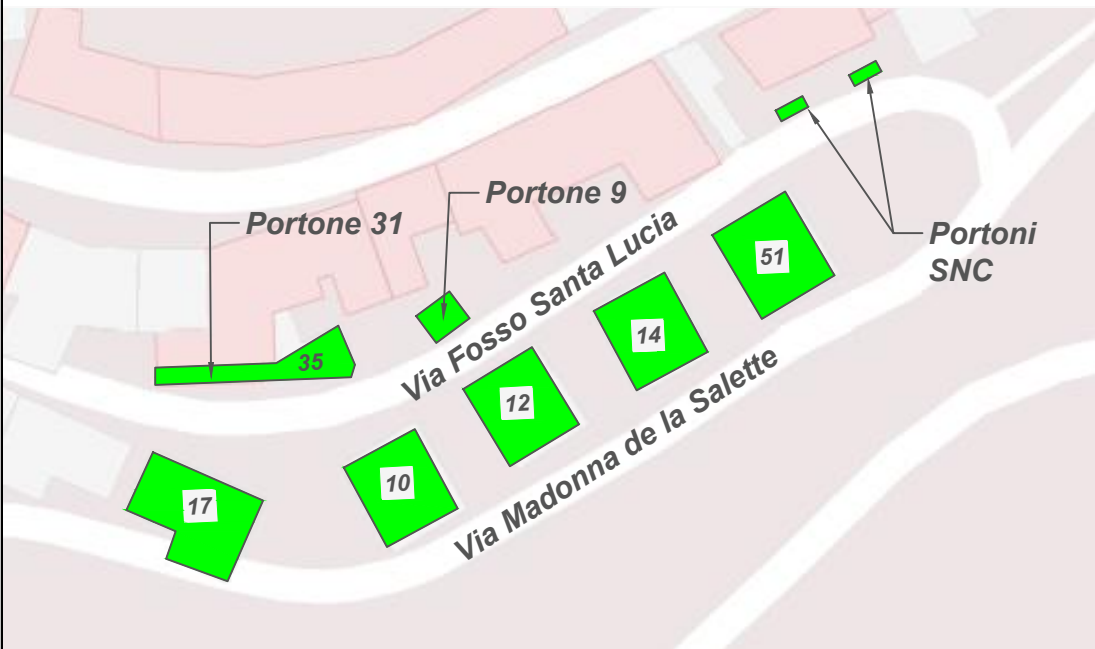 Portone 9
Portone 31
Portoni
SNC
51
14
Via Fosso Santa Lucia
35
12
Via Madonna de la Salette
10
17